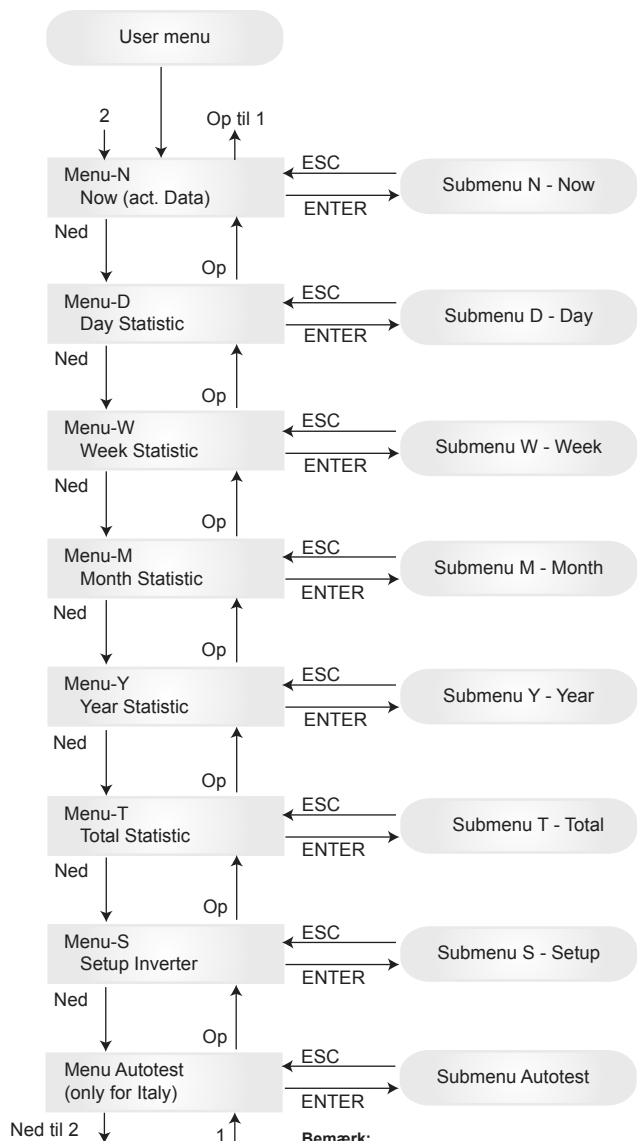 User menu
2
Op til 1
Menu-N
Now (act. Data)
ESC
ENTER
Submenu N - Now
Ned
Op
Menu-D
Day Statistic
ESC
ENTER
Submenu D - Day
Ned
Op
Menu-W
Week Statistic
ESC
ENTER
Submenu W - Week
Ned
Op
Menu-M
Month Statistic
ESC
ENTER
Submenu M - Month
Ned
Op
Menu-Y
Year Statistic
ESC
ENTER
Submenu Y - Year
Ned
Op
Menu-T
Total Statistic
ESC
ENTER
Submenu T - Total
Ned
Op
Menu-S
Setup Inverter
ESC
ENTER
Submenu S - Setup
Ned
Op
Menu Autotest
(only for Italy)
ESC
ENTER
Submenu Autotest
Ned til 2
1
Bemærk: